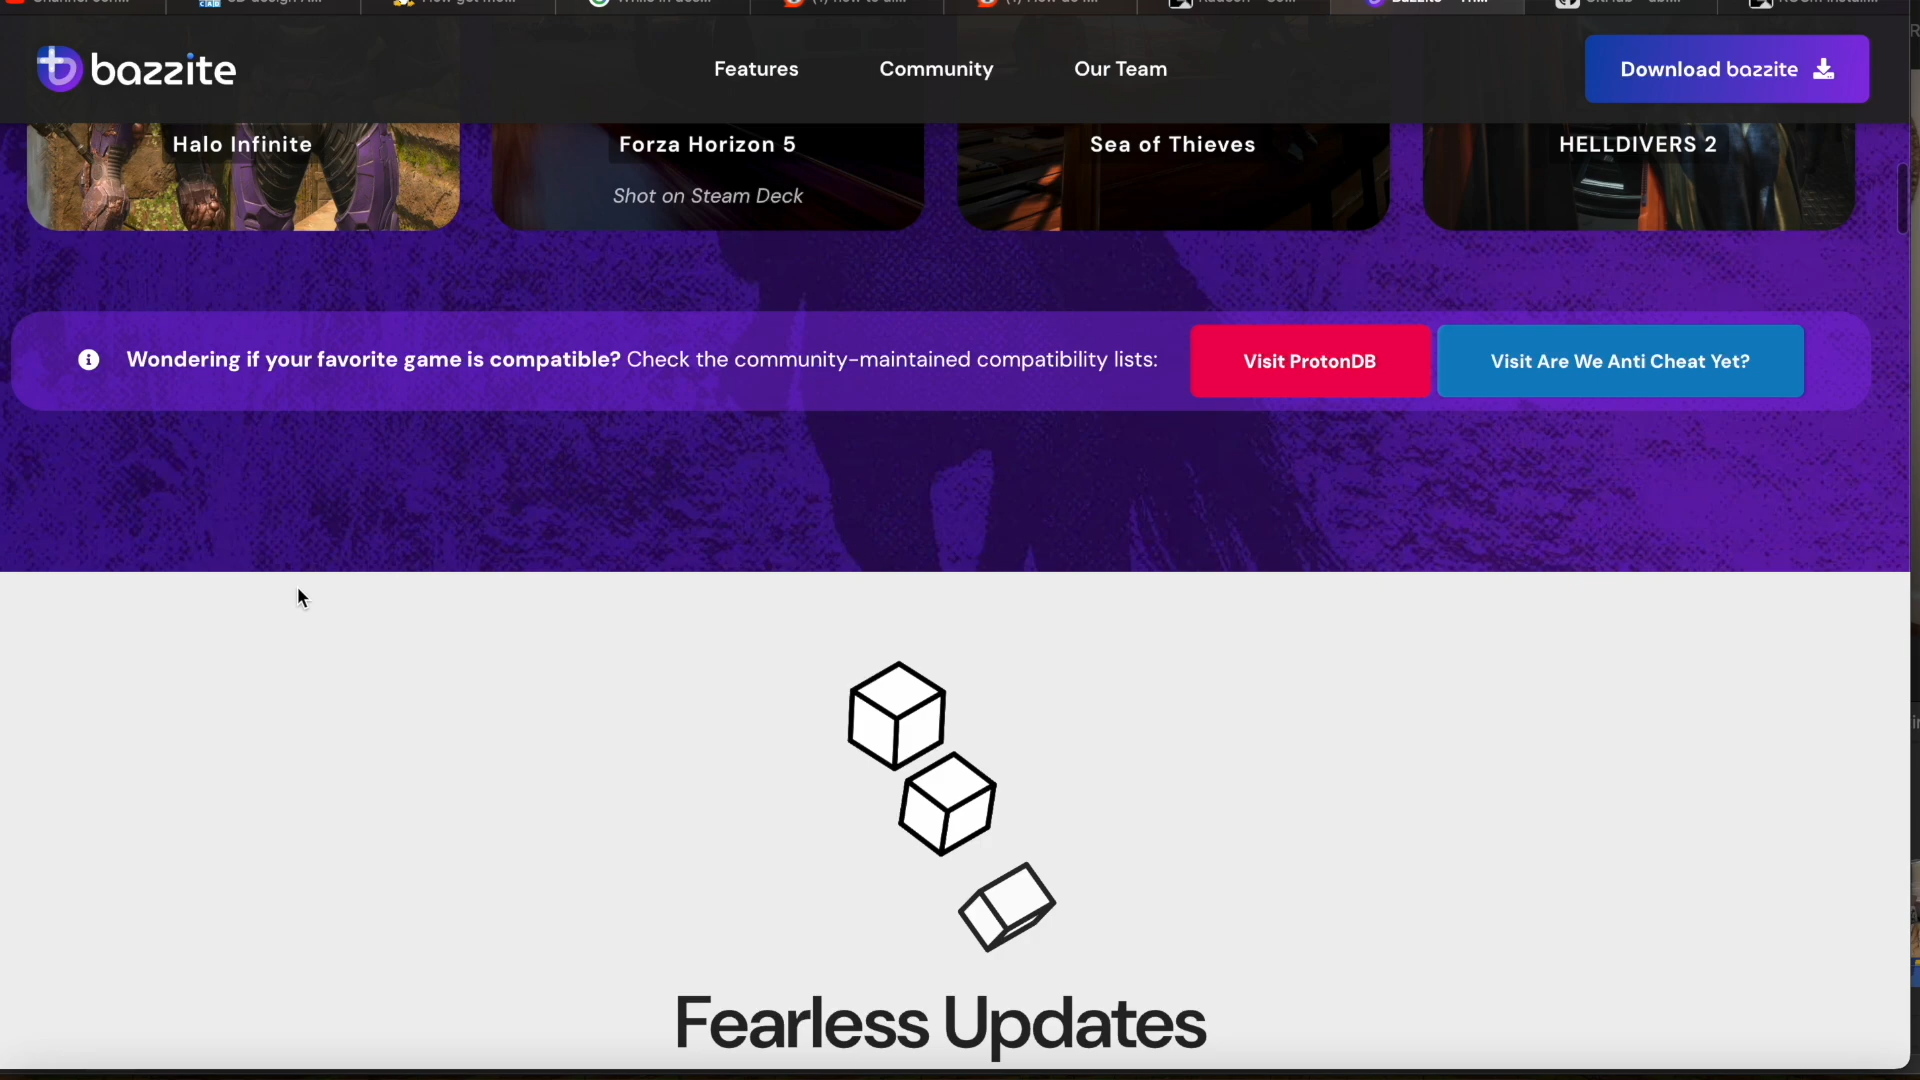 bazzite
Features
Community
Our Team
Download bazzite
Halo Infinite
Forza Horizon 5
Shot on Steam Deck
Sea of Thieves
HELLDIVERS 2
Wondering if your favorite game is compatible? Check the community-maintained compatibility lists:
Visit ProtonDB
Visit Are We Anti Cheat Yet?
Fearless Updates